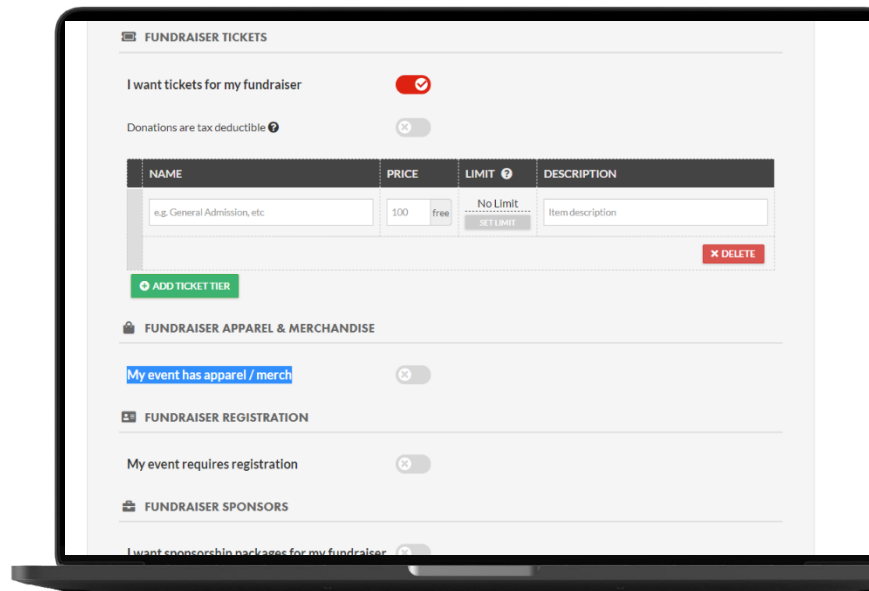 FUNDRAISER TICKETS
I want tickets for my fundraiser
Donations are tax deductible
NAME PRICE LIMIT DESCRIPTION
e.g. General Admission, etc 100 free No Limit Item description
SET LIMIT
DELETE
ADD TICKET TIER
FUNDRAISER APPAREL & MERCHANDISE
My event has apparel / merch
FUNDRAISER REGISTRATION
My event requires registration
FUNDRAISER SPONSORS
I want sponsorship packages for my fundraiser